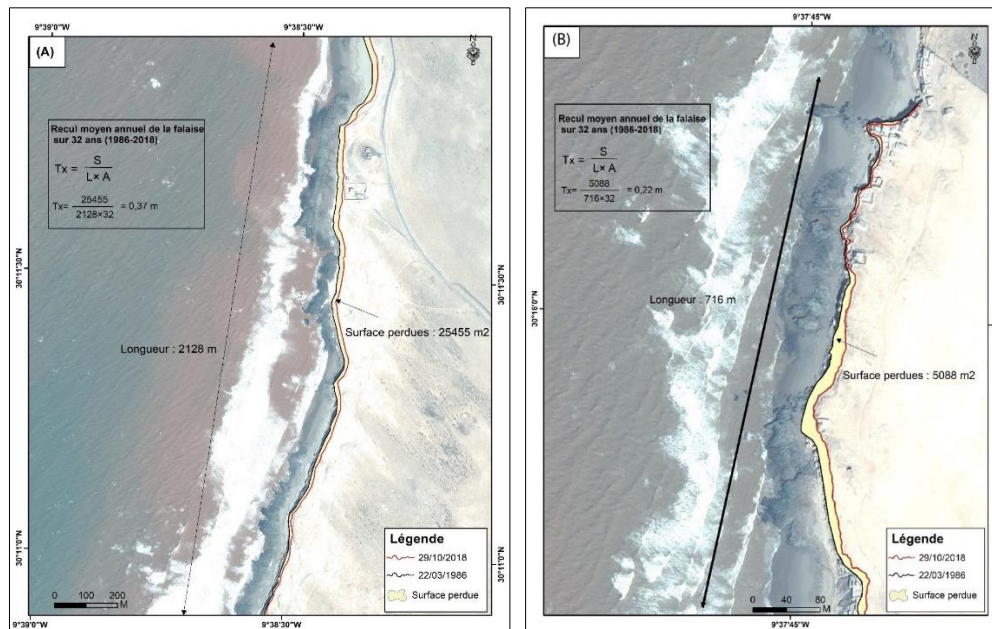 9°39'0"W
9°38'30"W
(A)
N
Recul moyen annuel de la falaise
sur 32 ans (1986-2018)
Tx = S / L× A
Tx= 25455 / 2128×32 = 0,37 m
30°11'30"N
30°11'30"N
Surface perdues : 25455 m2
Longueur : 2128 m
30°11'0"N
30°11'0"N
Légende
29/10/2018
22/03/1986
Surface perdue
0 100 200
M
9°39'0"W
9°38'30"W
9°37'45"W
(B)
N
Recul moyen annuel de la falaise
sur 32 ans (1986-2018)
Tx = S / L× A
Tx= 5088 / 716×32 = 0,22 m
Longueur : 716 m
Surface perdues : 5088 m2
Légende
29/10/2018
22/03/1986
Surface perdue
0 40 80
M
9°37'45"W